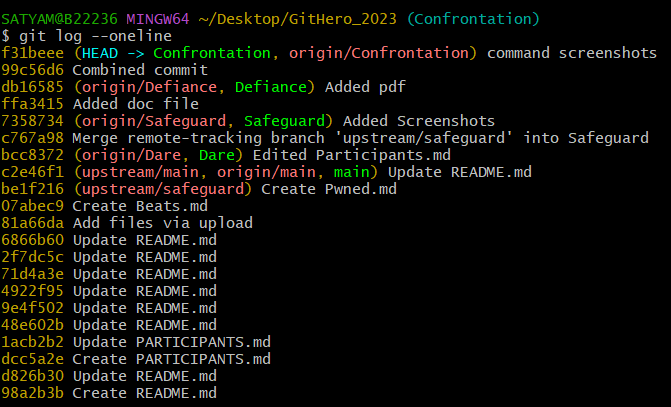 SATYAM@B22236 MINGW64 ~/Desktop/GitHero_2023 (Confrontation)
$ git log --oneline
f31beee (HEAD -> Confrontation, origin/Confrontation) command screenshots
99c56d6 Combined commit
db16585 (origin/Defiance, Defiance) Added pdf
ffa3415 Added doc file
7358734 (origin/Safeguard, Safeguard) Added Screenshots
c767a98 Merge remote-tracking branch 'upstream/safeguard' into Safeguard
bcc8372 (origin/Dare, Dare) Edited Participants.md
c2e46f1 (upstream/main, origin/main, main) Update README.md
be1f216 (upstream/safeguard) Create Pwned.md
07abec9 Create Beats.md
81a66da Add files via upload
6866b60 Update README.md
2f7dc5c Update README.md
71d4a3e Update README.md
4922f95 Update README.md
9e4f502 Update README.md
48e602b Update README.md
1acb2b2 Update PARTICIPANTS.md
dcc5a2e Create PARTICIPANTS.md
d826b30 Update README.md
98a2b3b Create README.md